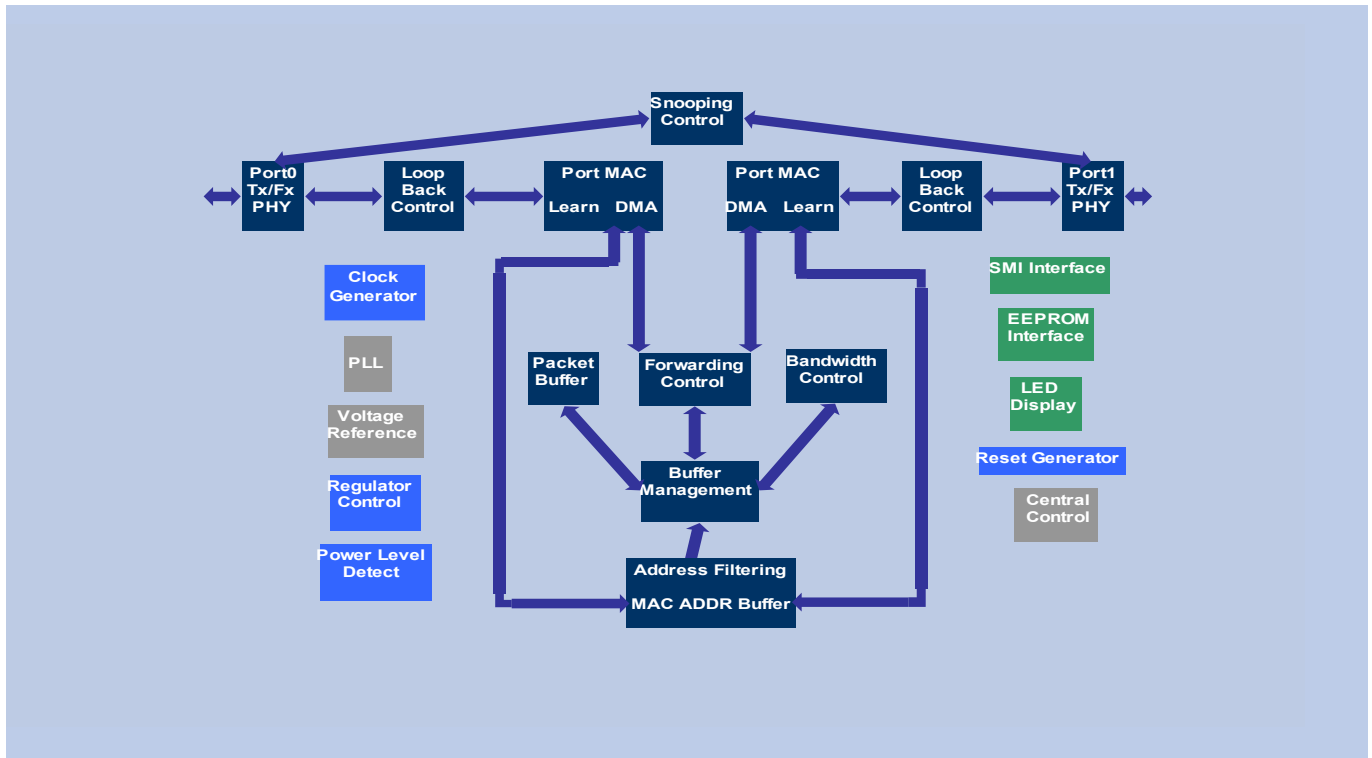 Snooping
Control
Port0
Tx/Fx
PHY
Loop
Back
Control
Port MAC
Learn DMA
Port MAC
DMA Learn
Loop
Back
Control
Port1
Tx/Fx
PHY
Clock
Generator
PLL
Voltage
Reference
Regulator
Control
Power Level
Detect
Packet
Buffer
Forwarding
Control
Bandwidth
Control
Buffer
Management
Address Filtering
MAC ADDR Buffer
SMI Interface
EEPROM
Interface
LED
Display
Reset Generator
Central
Control